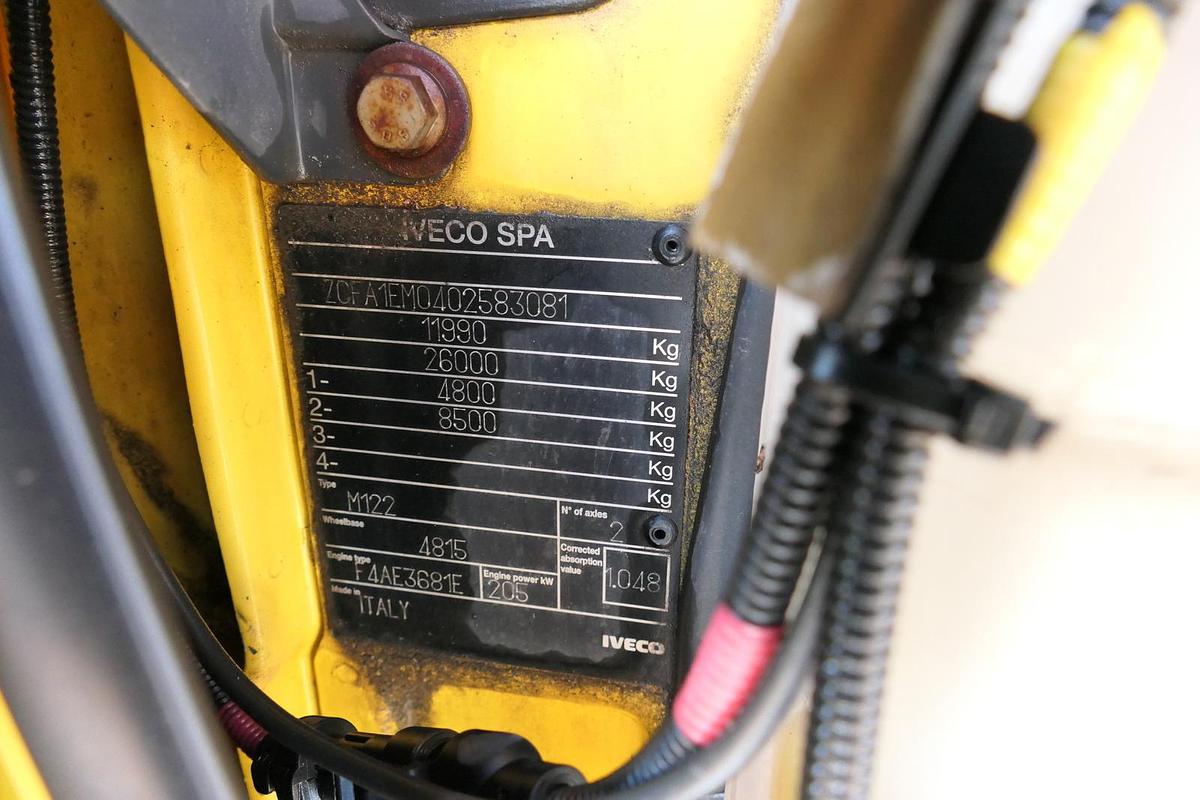 IVECO SPA
ZCFA1EM0402583081
11990 Kg
26000 Kg
1- 4800 Kg
2- 8500 Kg
3- Kg
4- Kg
Type M122
N° of axles 2
Wheelbase 4815
Corrected absorption value 1.048
Engine type F4AE3681E
Engine power kW 205
Made in ITALY
IVECO